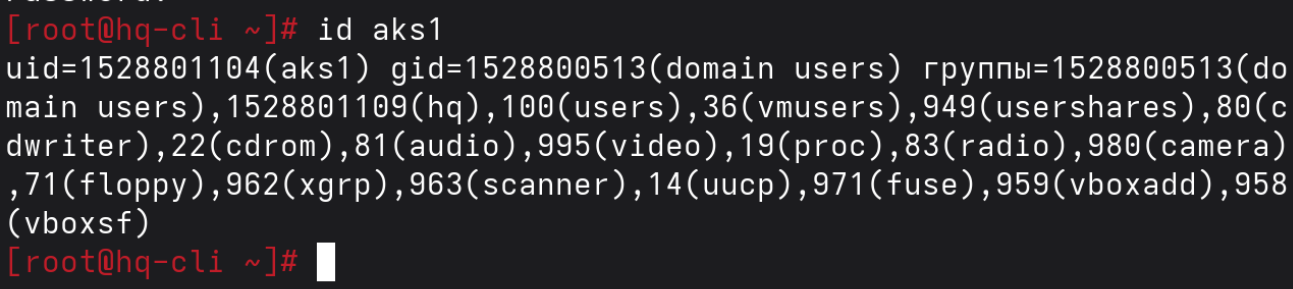 [root@hq-cli ~]# id aks1
uid=1528801104(aks1) gid=1528800513(domain users) группы=1528800513(do
main users),1528801109(hq),100(users),36(vmusers),949(usershares),80(c
dwriter),22(cdrom),81(audio),995(video),19(proc),83(radio),980(camera)
,71(floppy),962(xgrp),963(scanner),14(uucp),971(fuse),959(vboxadd),958
(vboxsf)
[root@hq-cli ~]#